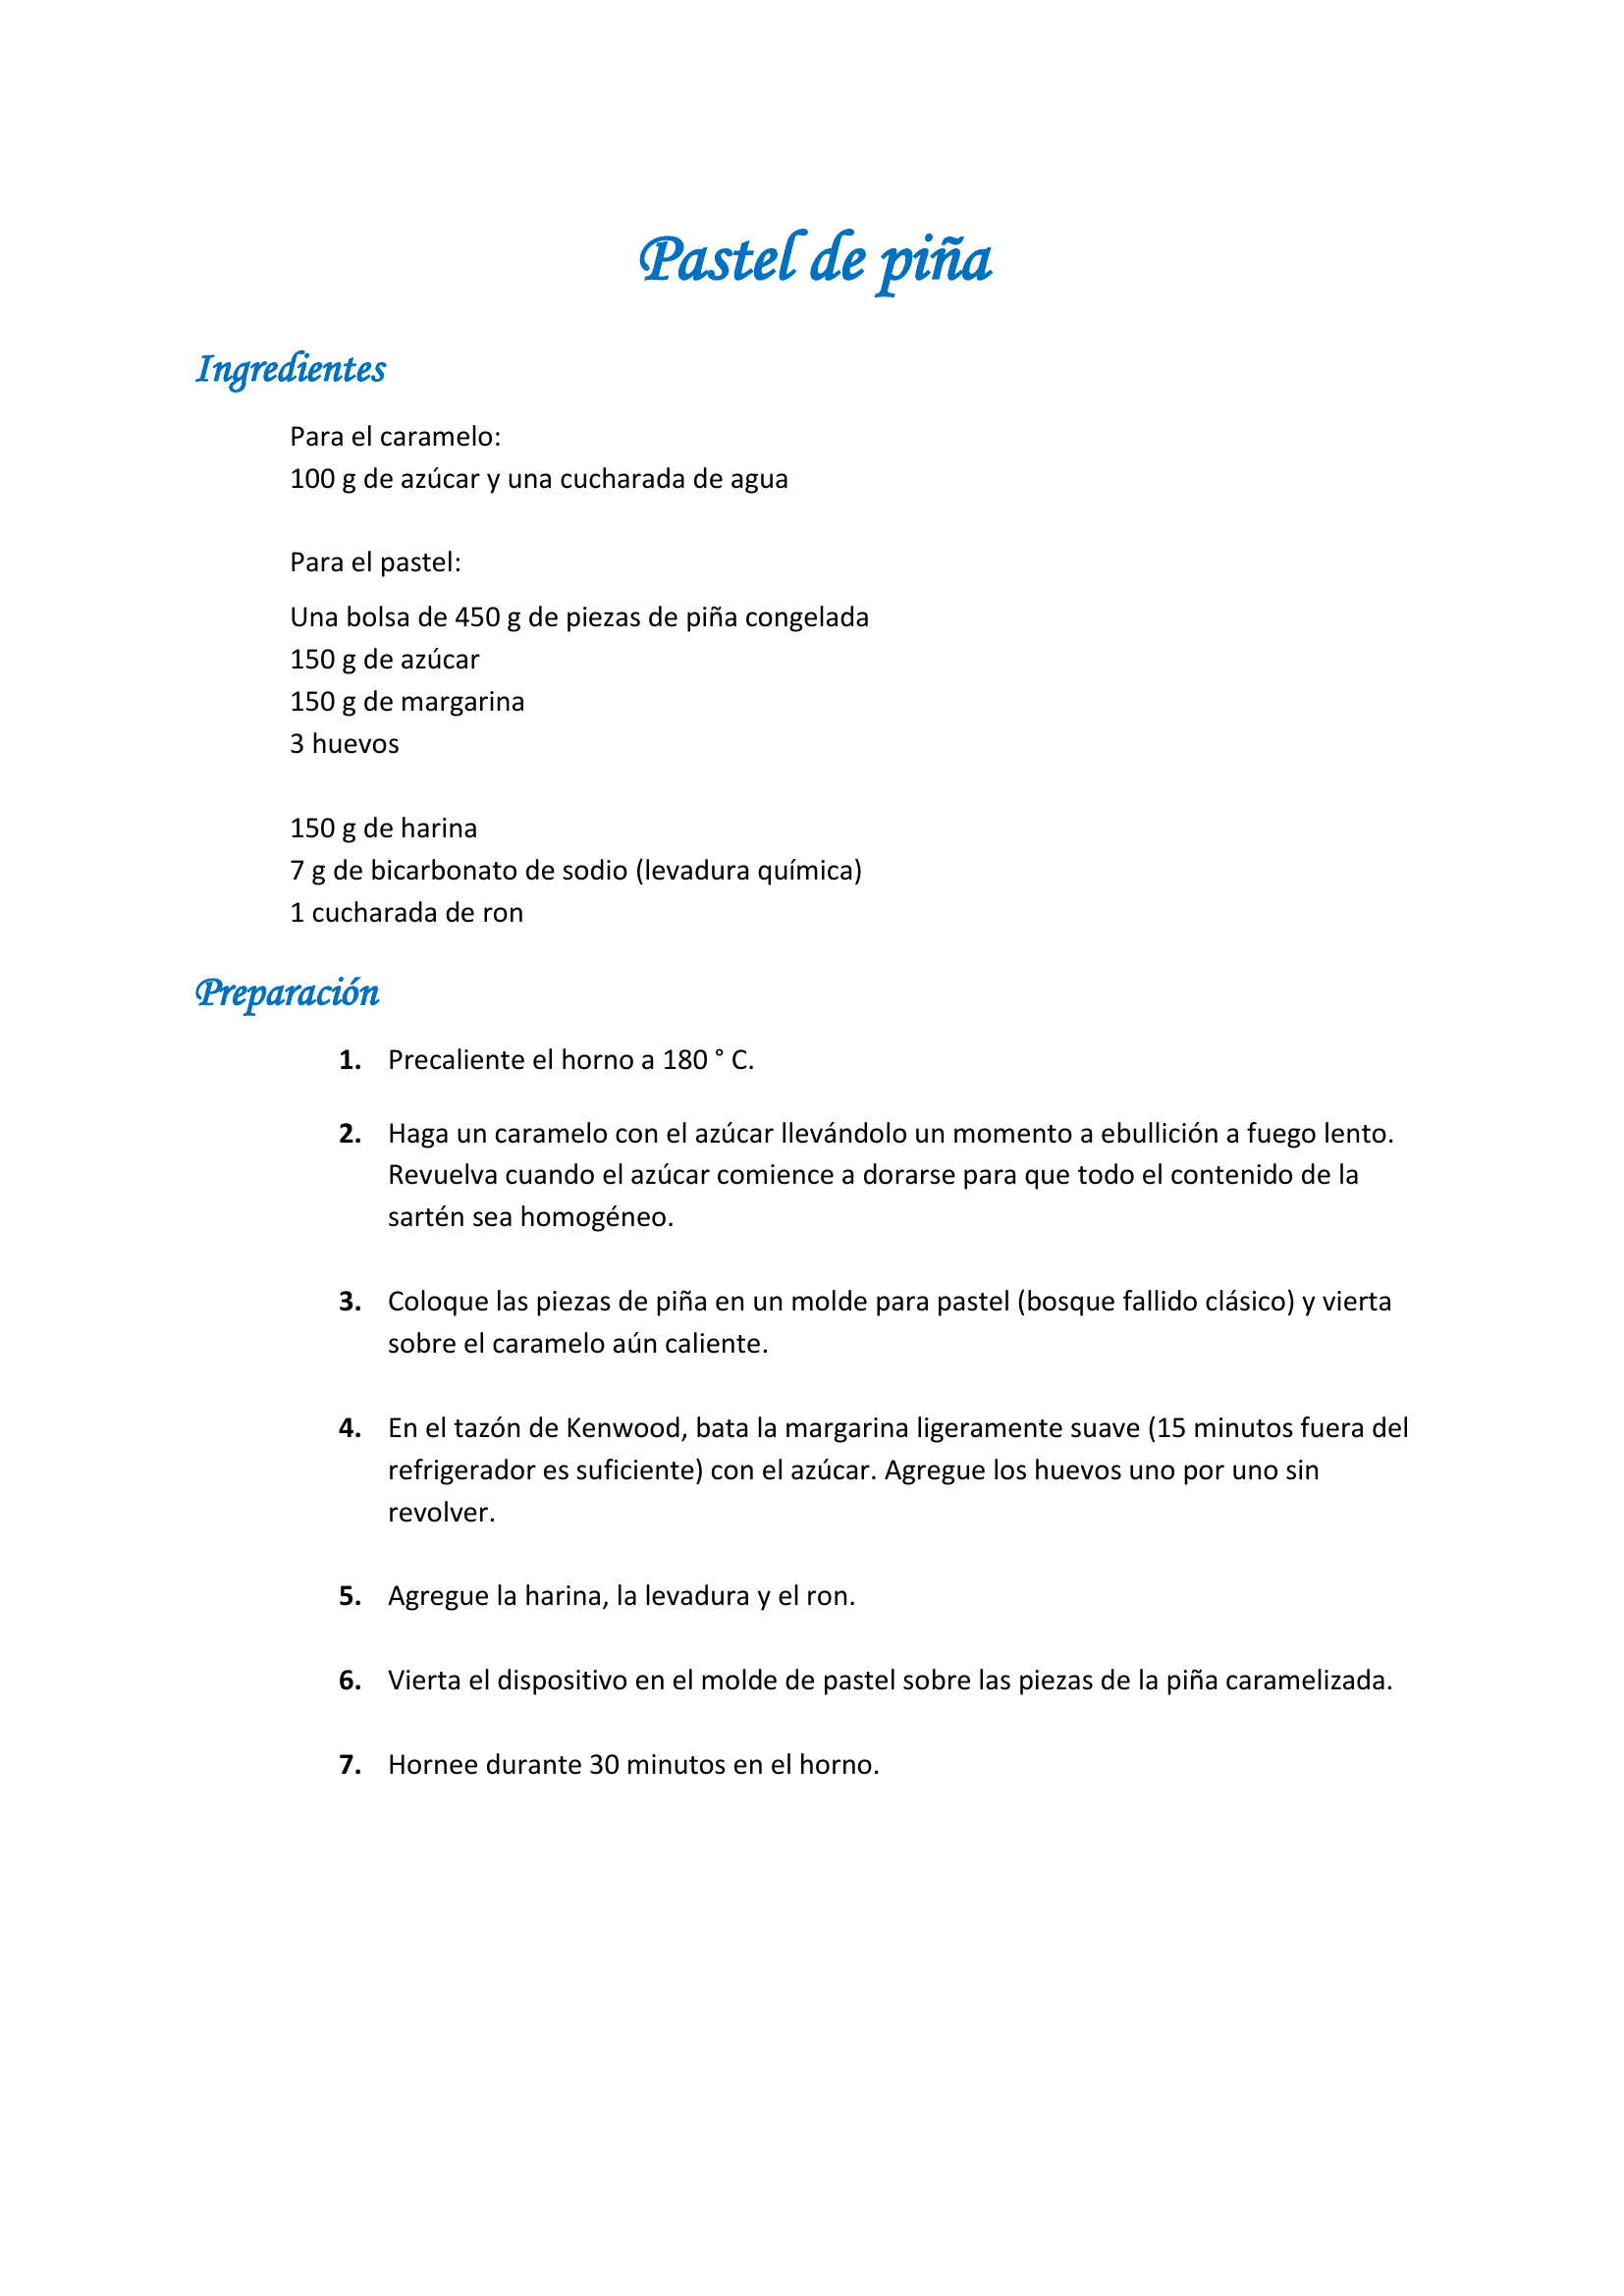 Pastel de piña
Ingredientes
Para el caramelo:
100 g de azúcar y una cucharada de agua
Para el pastel:
Una bolsa de 450 g de piezas de piña congelada
150 g de azúcar
150 g de margarina
3 huevos
150 g de harina
7 g de bicarbonato de sodio (levadura química)
1 cucharada de ron
Preparación
1. Precaliente el horno a 180 ° C.
2. Haga un caramelo con el azúcar llevándolo un momento a ebullición a fuego lento.
Revuelva cuando el azúcar comience a dorarse para que todo el contenido de la
sartén sea homogéneo.
3. Coloque las piezas de piña en un molde para pastel (bosque fallido clásico) y vierta
sobre el caramelo aún caliente.
4. En el tazón de Kenwood, bata la margarina ligeramente suave (15 minutos fuera del
refrigerador es suficiente) con el azúcar. Agregue los huevos uno por uno sin
revolver.
5. Agregue la harina, la levadura y el ron.
6. Vierta el dispositivo en el molde de pastel sobre las piezas de la piña caramelizada.
7. Hornee durante 30 minutos en el horno.